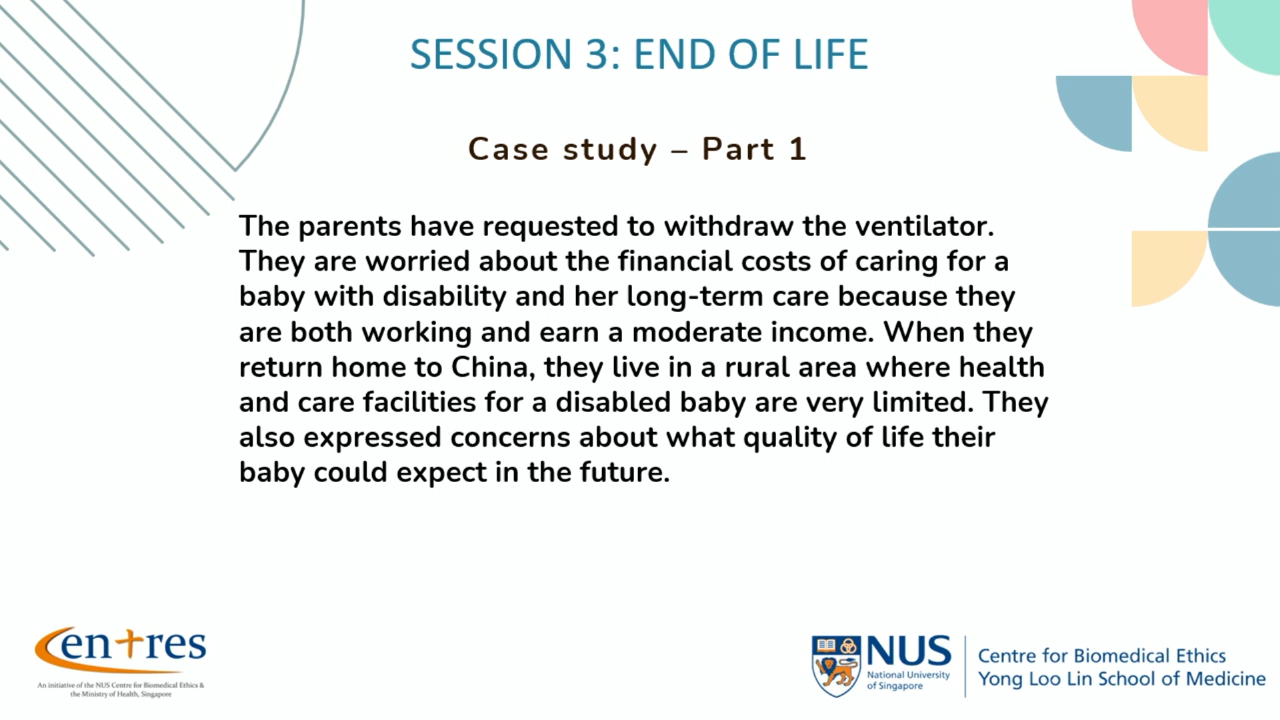 SESSION 3: END OF LIFE
Case study – Part 1
The parents have requested to withdraw the ventilator.
They are worried about the financial costs of caring for a
baby with disability and her long-term care because they
are both working and earn a moderate income. When they
return home to China, they live in a rural area where health
and care facilities for a disabled baby are very limited. They
also expressed concerns about what quality of life their
baby could expect in the future.
Centres
An initiative of the NUS Centre for Biomedical Ethics &
the Ministry of Health, Singapore
NUS
National University
of Singapore
Centre for Biomedical Ethics
Yong Loo Lin School of Medicine